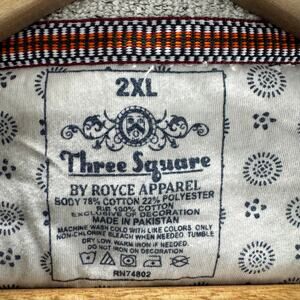 2XL
Three Square
BY ROYCE APPAREL
BODY 78% COTTON 22% POLYESTER
RIB 100% COTTON
EXCLUSIVE OF DECORATION
MADE IN PAKISTAN
MACHINE WASH COLD WITH LIKE COLORS. ONLY
NON-CHLORINE BLEACH WHEN NEEDED. TUMBLE
DRY LOW. WARM IRON IF NEEDED.
DO NOT IRON ON DECORATION.
RN74802